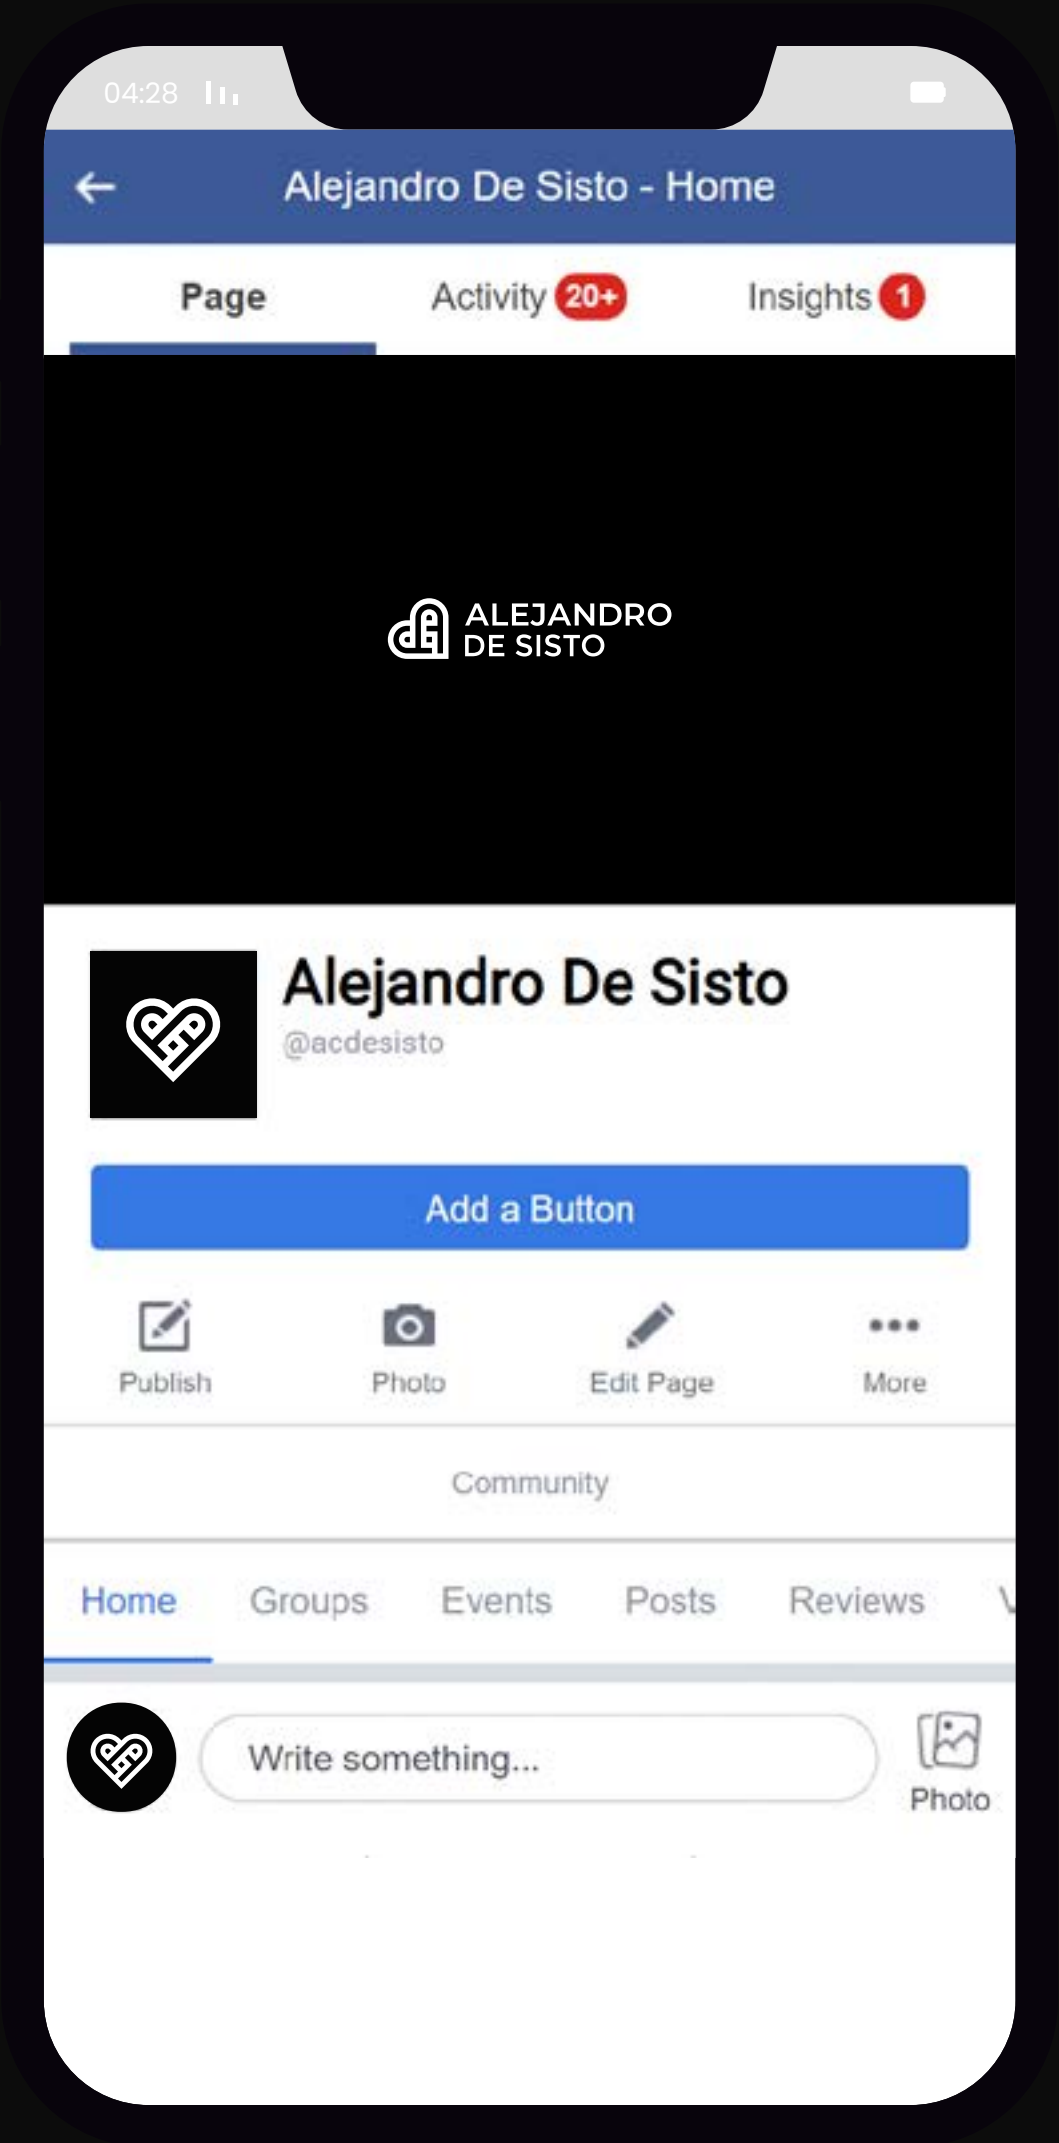 04:28
Alejandro De Sisto - Home
Page Activity 20+ Insights 1
ALEJANDRO
DE SISTO
Alejandro De Sisto
@acdesisto
Add a Button
Publish Photo Edit Page More
Community
Home Groups Events Posts Reviews
Write something...
Photo